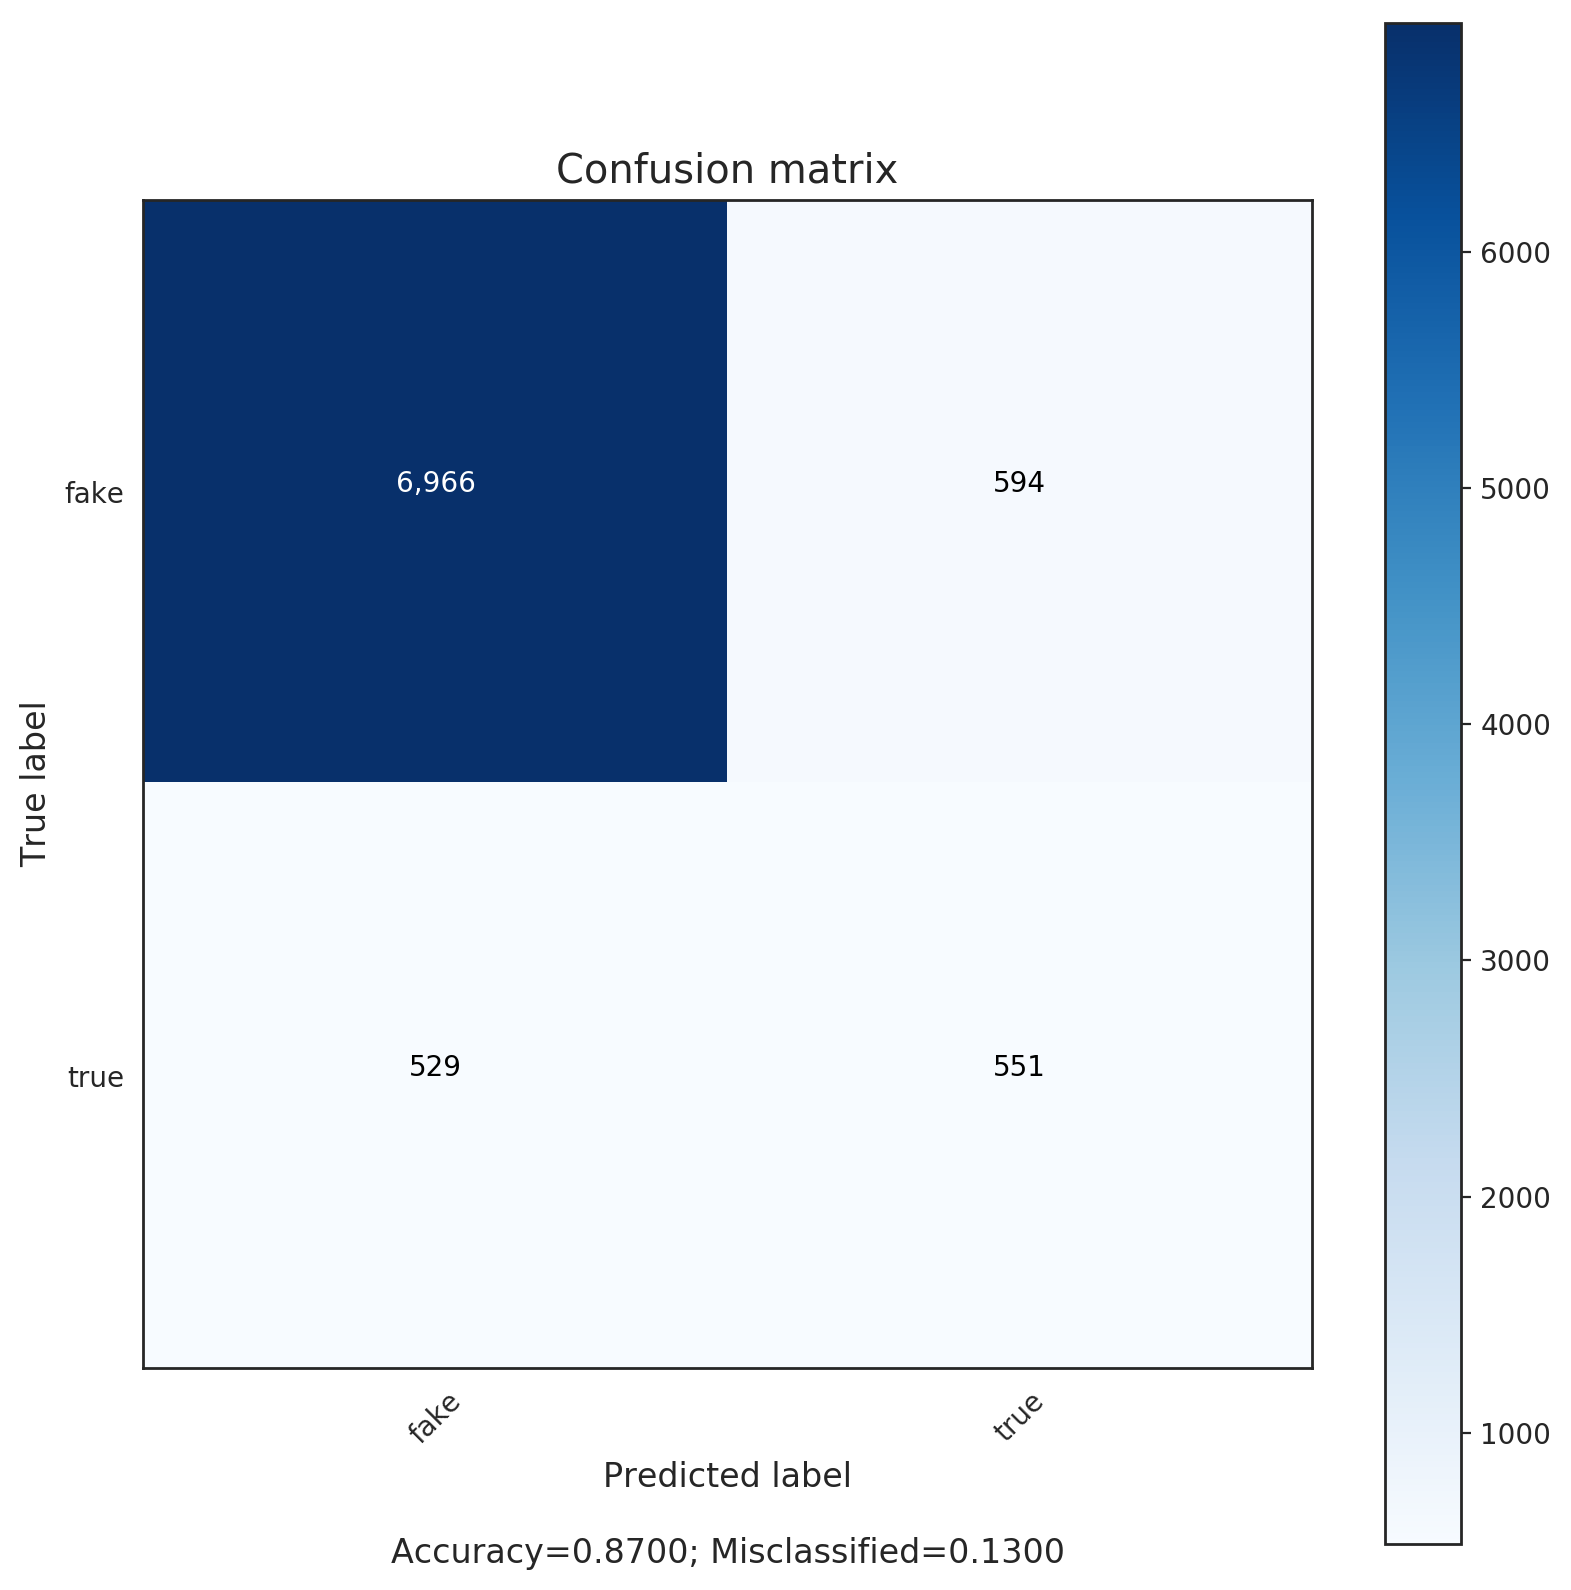 Confusion matrix
6000
5000
4000
3000
2000
1000
True label
fake
6,966
594
true
529
551
fake
true
Predicted label
Accuracy=0.8700; Misclassified=0.1300